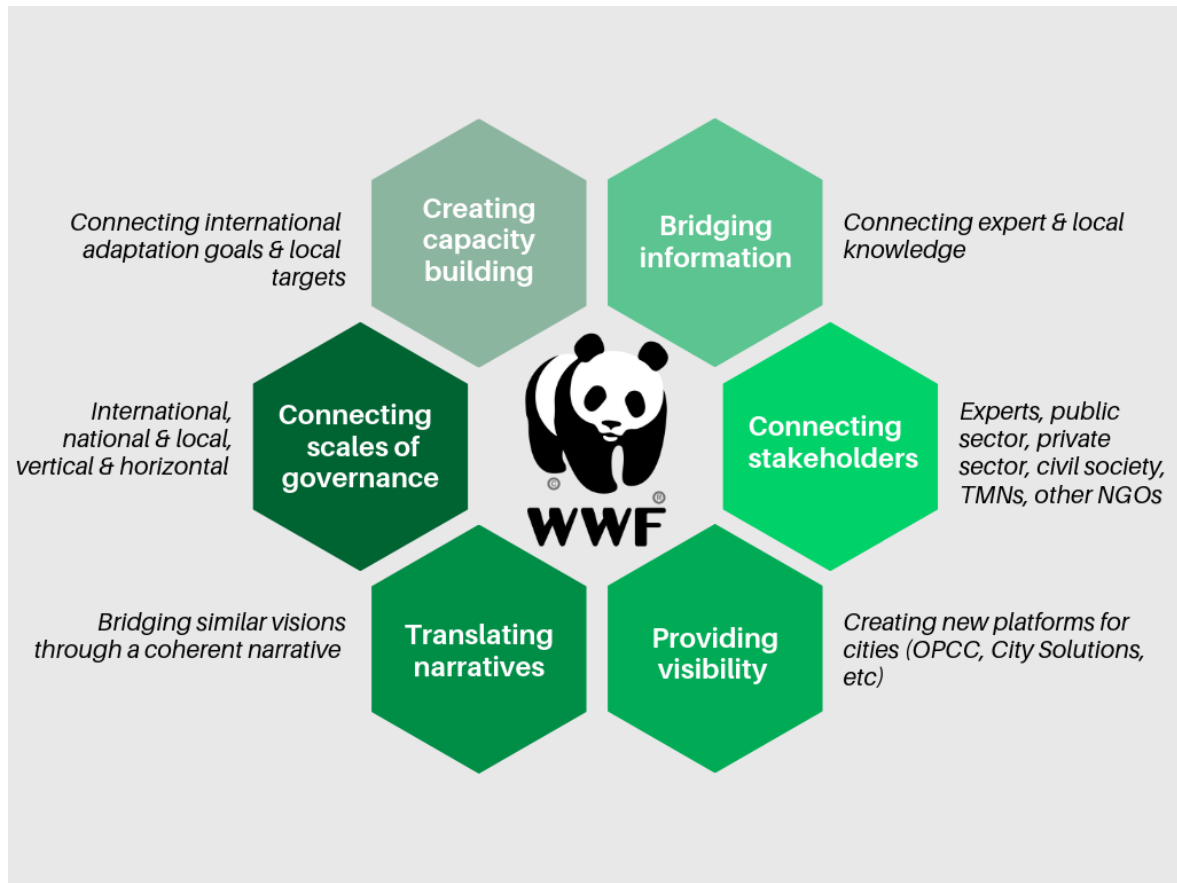 Creating
capacity
building
Connecting international
adaptation goals & local
targets
Bridging
information
Connecting expert & local
knowledge
Connecting
scales of
governance
International,
national & local,
vertical & horizontal
Connecting
stakeholders
Experts, public
sector, private
sector, civil society,
TMNs, other NGOs
©
®
WWF
Translating
narratives
Bridging similar visions
through a coherent narrative
Providing
visibility
Creating new platforms for
cities (OPCC, City Solutions,
etc)